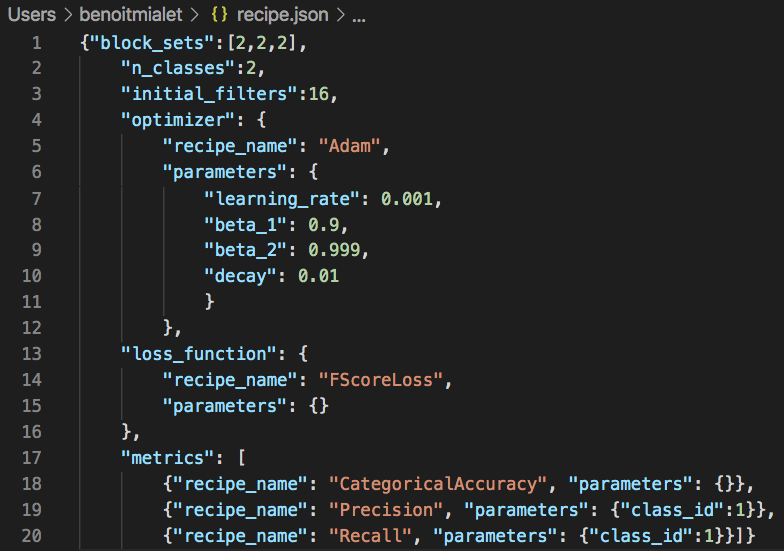 Users > benoitmialet > {} recipe.json > ...
1 {"block_sets":[2,2,2],
2 "n_classes":2,
3 "initial_filters":16,
4 "optimizer": {
5 "recipe_name": "Adam",
6 "parameters": {
7 "learning_rate": 0.001,
8 "beta_1": 0.9,
9 "beta_2": 0.999,
10 "decay": 0.01
11 }
12 },
13 "loss_function": {
14 "recipe_name": "FScoreLoss",
15 "parameters": {}
16 },
17 "metrics": [
18 {"recipe_name": "CategoricalAccuracy", "parameters": {}},
19 {"recipe_name": "Precision", "parameters": {"class_id":1}},
20 {"recipe_name": "Recall", "parameters": {"class_id":1}}]}